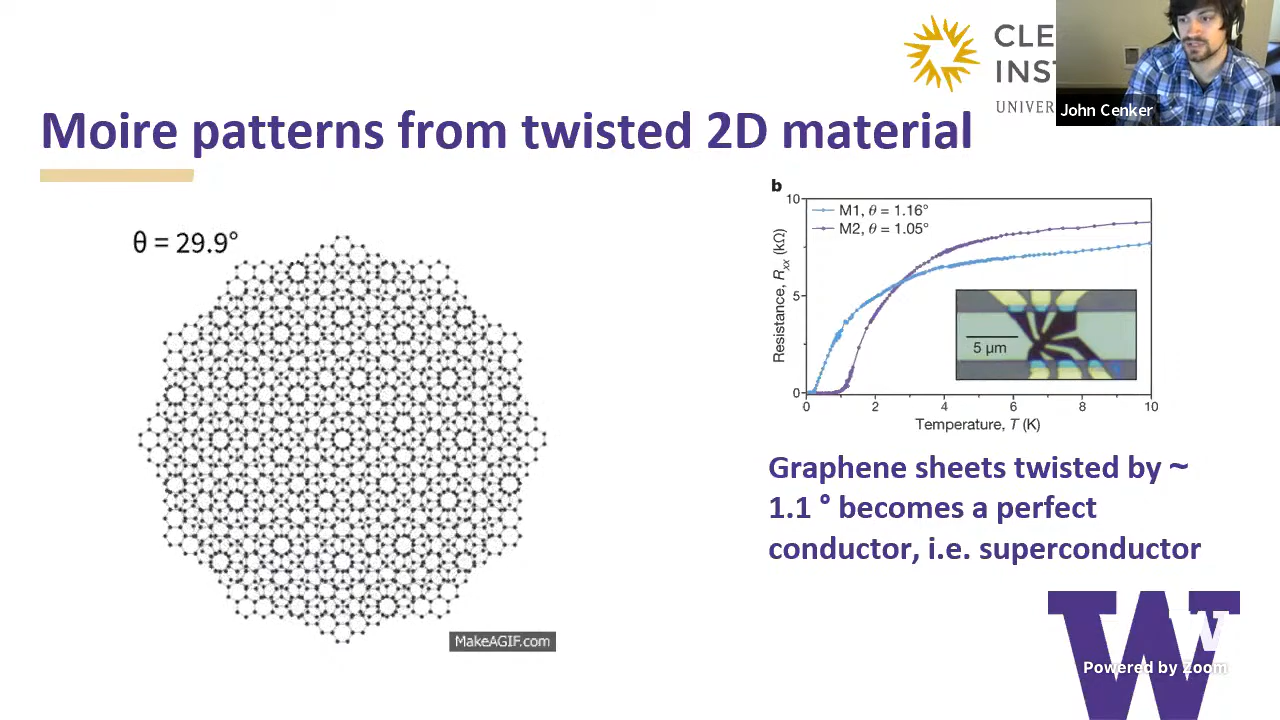 CLE
INST
UNIVER
John Cenker
Moire patterns from twisted 2D material
θ = 29.9°
MakeAGIF.com
b
10
5
0
Resistance, Rxx (kΩ)
M1, θ = 1.16°
M2, θ = 1.05°
5 μm
0 2 4 6 8 10
Temperature, T (K)
Graphene sheets twisted by ~
1.1 ° becomes a perfect
conductor, i.e. superconductor
W
W
Powered by Zoom